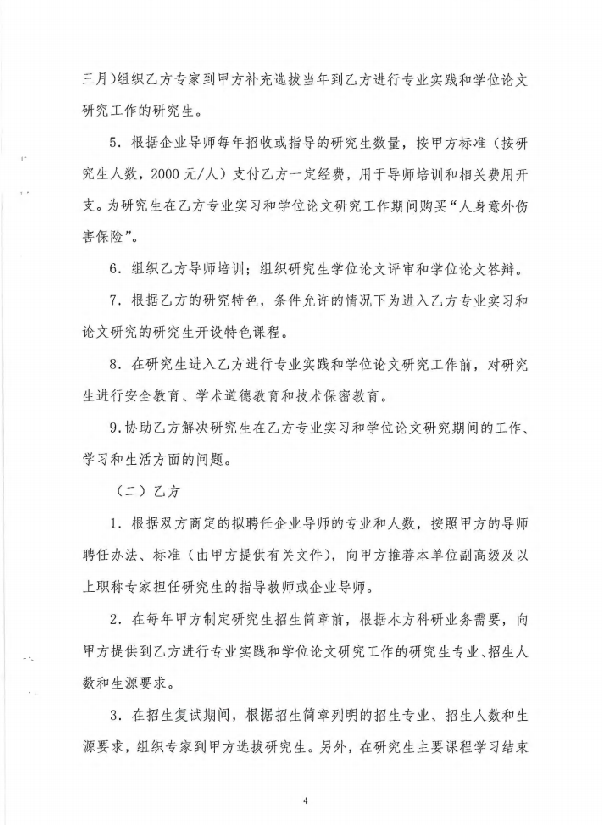 三月)组织乙方专家到甲方补充选拔当年到乙方进行专业实践和学位论文
研究工作的研究生。
5. 根据企业导师每年招收或指导的研究生数量，按甲方标准（按研
究生人数，2000 元/人）支付乙方一定经费，用于导师培训和相关费用开
支。为研究生在乙方专业实习和学位论文研究工作期间购买“人身意外伤
害保险”。
6. 组织乙方导师培训；组织研究生学位论文评审和学位论文答辩。
7. 根据乙方的研究特色，条件允许的情况下为进入乙方专业实习和
论文研究的研究生开设特色课程。
8. 在研究生进入乙方进行专业实践和学位论文研究工作前，对研究
生进行安全教育、学术道德教育和技术保密教育。
9.协助乙方解决研究生在乙方专业实习和学位论文研究期间的工作、
学习和生活方面的问题。
（二）乙方
1. 根据双方商定的拟聘任企业导师的专业和人数，按照甲方的导师
聘任办法、标准（由甲方提供有关文件），向甲方推荐本单位副高级及以
上职称专家担任研究生的指导教师或企业导师。
2. 在每年甲方制定研究生招生简章前，根据本方科研业务需要，向
甲方提供到乙方进行专业实践和学位论文研究工作的研究生专业、招生人
数和生源要求。
3. 在招生复试期间，根据招生简章列明的招生专业、招生人数和生
源要求，组织专家到甲方选拔研究生。另外，在研究生主要课程学习结束
4